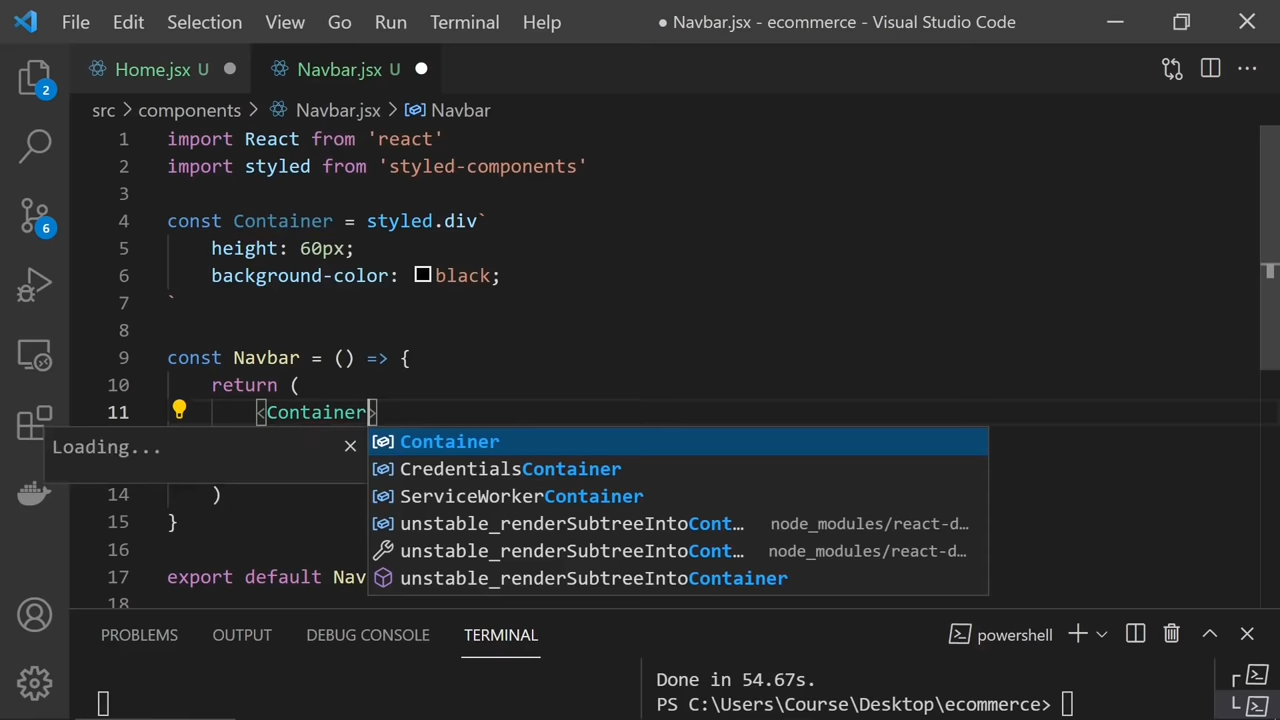 File Edit Selection View Go Run Terminal Help ● Navbar.jsx - ecommerce - Visual Studio Code
Home.jsx U Navbar.jsx U
src > components > Navbar.jsx > Navbar
1 import React from 'react'
2 import styled from 'styled-components'
3
4 const Container = styled.div`
5 height: 60px;
6 background-color: black;
7 `
8
9 const Navbar = () => {
10 return (
11 <Container>
Loading...
Container
CredentialsContainer
ServiceWorkerContainer
unstable_renderSubtreeIntoCont… node_modules/react-d…
unstable_renderSubtreeIntoCont… node_modules/react-d…
unstable_renderSubtreeIntoContainer
14 )
15 }
16
17 export default Nav
18
2
6
PROBLEMS OUTPUT DEBUG CONSOLE TERMINAL powershell
Done in 54.67s.
PS C:\Users\Course\Desktop\ecommerce>